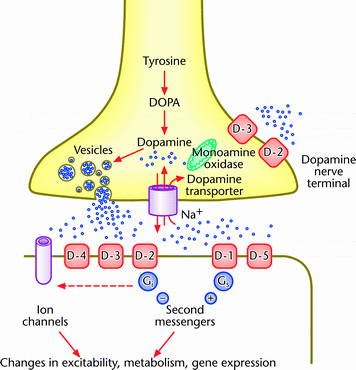 Tyrosine
DOPA
Dopamine
Vesicles
Monoamine
oxidase
D-3
D-2
Dopamine
nerve
terminal
Dopamine
transporter
Na+
D-4
D-3
D-2
D-1
D-5
Gi
Gs
–
+
Ion
channels
Second
messengers
Changes in excitability, metabolism, gene expression